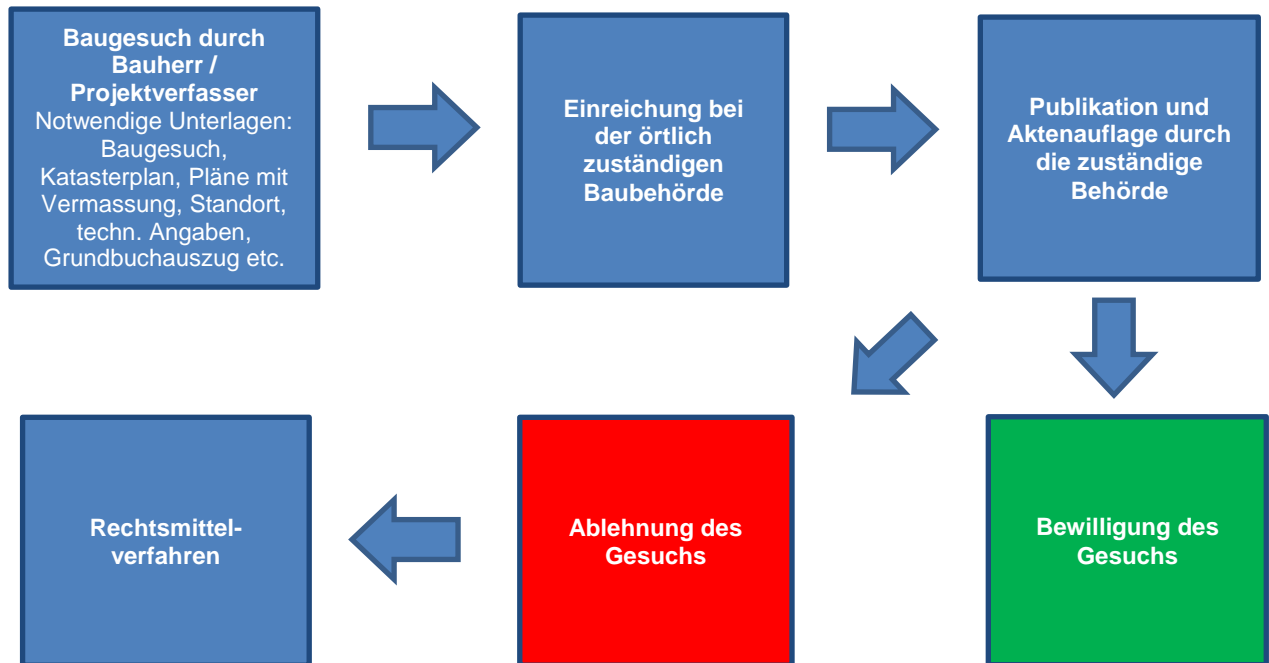 Baugesuch durch
Bauherr /
Projektverfasser
Notwendige Unterlagen:
Baugesuch,
Katasterplan, Pläne mit
Vermassung, Standort,
techn. Angaben,
Grundbuchauszug etc.
Einreichung bei
der örtlich
zuständigen
Baubehörde
Publikation und
Aktenauflage durch
die zuständige
Behörde
Rechtsmittel-
verfahren
Ablehnung des
Gesuchs
Bewilligung des
Gesuchs